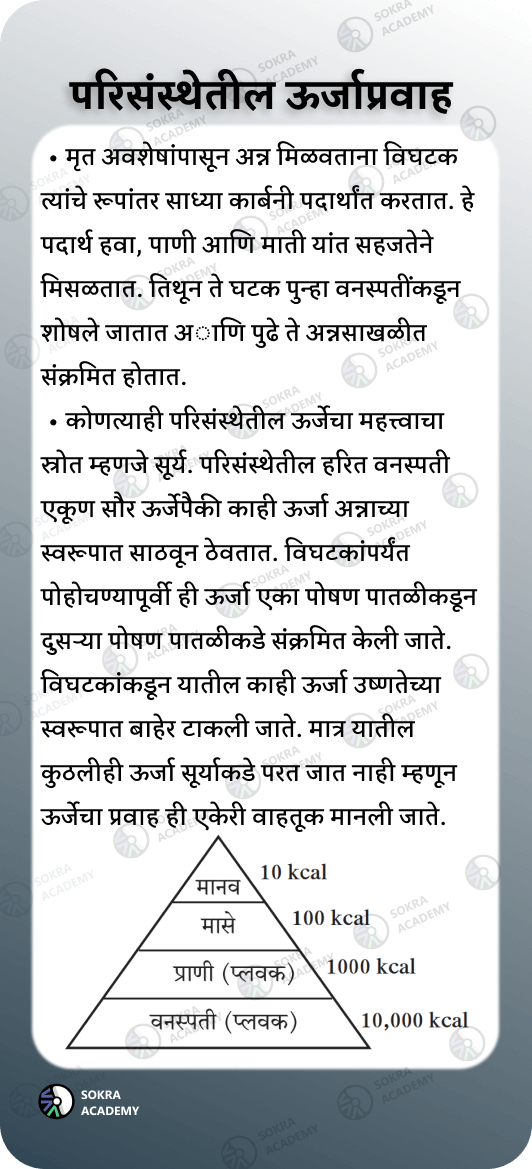 परिसंस्थेतील ऊर्जाप्रवाह
• मृत अवशेषांपासून अन्न मिळवताना विघटक
त्यांचे रूपांतर साध्या कार्बनी पदार्थांत करतात. हे
पदार्थ हवा, पाणी आणि माती यांत सहजतेने
मिसळतात. तिथून ते घटक पुन्हा वनस्पतींकडून
शोषले जातात अाणि पुढे ते अन्नसाखळीत
संक्रमित होतात.
• कोणत्याही परिसंस्थेतील ऊर्जेचा महत्त्वाचा
स्रोत म्हणजे सूर्य. परिसंस्थेतील हरित वनस्पती
एकूण सौर ऊर्जेपैकी काही ऊर्जा अन्नाच्या
स्वरूपात साठवून ठेवतात. विघटकांपर्यंत
पोहोचण्यापूर्वी ही ऊर्जा एका पोषण पातळीकडून
दुसऱ्या पोषण पातळीकडे संक्रमित केली जाते.
विघटकांकडून यातील काही ऊर्जा उष्णतेच्या
स्वरूपात बाहेर टाकली जाते. मात्र यातील
कुठलीही ऊर्जा सूर्याकडे परत जात नाही म्हणून
ऊर्जेचा प्रवाह ही एकेरी वाहतूक मानली जाते.
मानव 10 kcal
मासे 100 kcal
प्राणी (प्लवक) 1000 kcal
वनस्पती (प्लवक) 10,000 kcal
SOKRA
ACADEMY